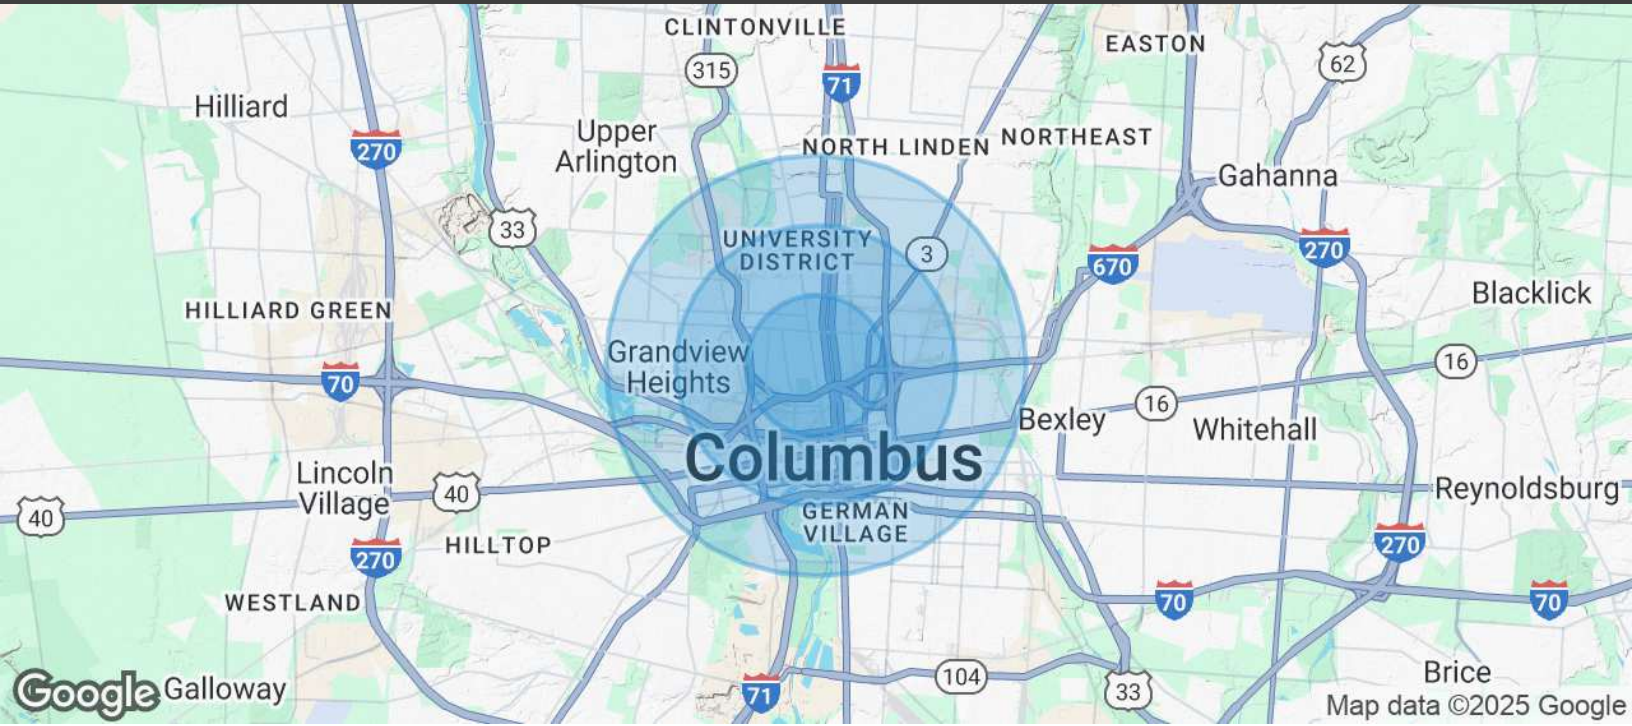 CLINTONVILLE
EASTON
315
71
62
Hilliard
Upper
Arlington
270
NORTH LINDEN
NORTHEAST
Gahanna
33
UNIVERSITY
DISTRICT
3
670
270
Blacklick
HILLIARD GREEN
Grandview
Heights
70
16
16
Bexley
Whitehall
Columbus
Lincoln
Village
40
40
Reynoldsburg
GERMAN
VILLAGE
HILLTOP
270
270
WESTLAND
70
70
Google
Galloway
71
104
33
Brice
Map data ©2025 Google